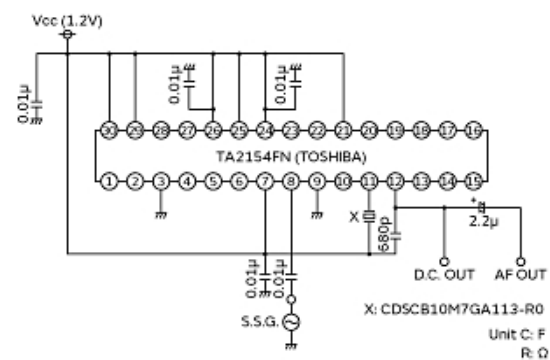 Vcc (1.2V)
0.01μ
0.01μ
0.01μ
30 29 28 27 26 25 24 23 22 21 20 19 18 17 16
TA2154FN (TOSHIBA)
1 2 3 4 5 6 7 8 9 10 11 12 13 14 15
X
680p
+
2.2μ
0.01μ
0.01μ
D.C. OUT
AF OUT
S.S.G.
X: CDSCB10M7GA113-R0
Unit C: F
R: Ω